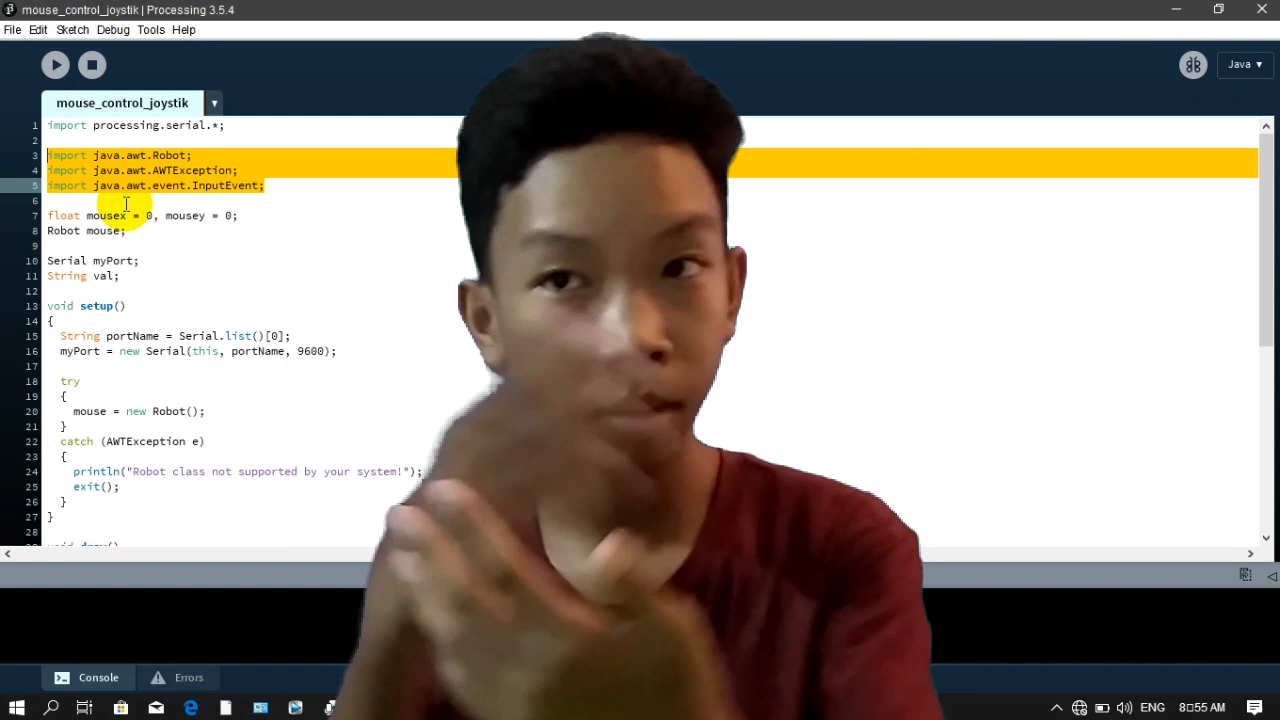 mouse_control_joystik | Processing 3.5.4
File Edit Sketch Debug Tools Help
Java ▾
mouse_control_joystik
1 import processing.serial.*;
2
3 import java.awt.Robot;
4 import java.awt.AWTException;
5 import java.awt.event.InputEvent;
6
7 float mousex = 0, mousey = 0;
8 Robot mouse;
9
10 Serial myPort;
11 String val;
12
13 void setup()
14 {
15 String portName = Serial.list()[0];
16 myPort = new Serial(this, portName, 9600);
17
18 try
19 {
20 mouse = new Robot();
21 }
22 catch (AWTException e)
23 {
24 println("Robot class not supported by your system!");
25 exit();
26 }
27 }
28
void draw()
Console Errors
ENG 8:55 AM